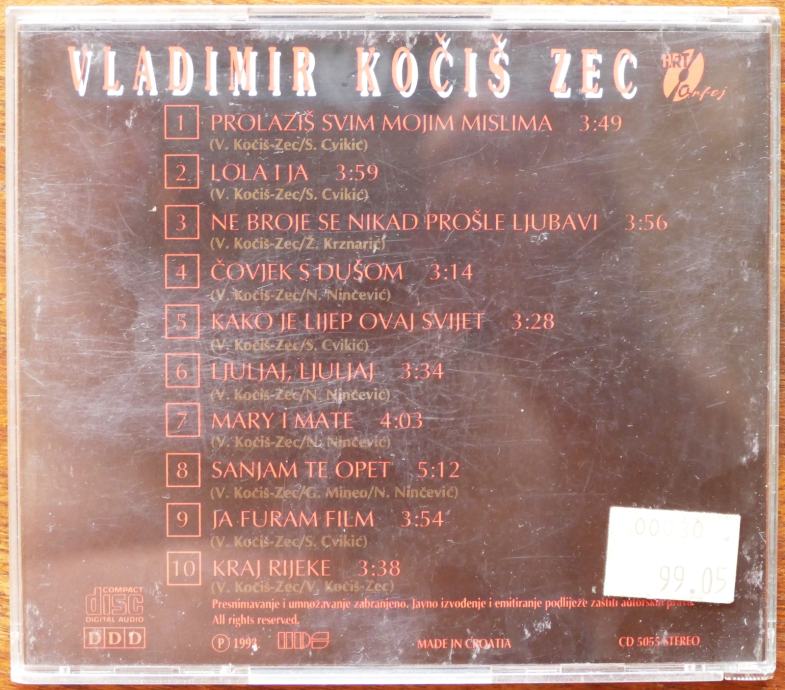 VLADIMIR KOČIŠ ZEC HRT Orfej
1 PROLAZIŠ SVIM MOJIM MISLIMA 3:49
(V. Kočiš-Zec/S. Cvikić)
2 LOLA I JA 3:59
(V. Kočiš-Zec/S. Cvikić)
3 NE BROJE SE NIKAD PROŠLE LJUBAVI 3:56
(V. Kočiš-Zec/Ž. Krznarić)
4 ČOVJEK S DUŠOM 3:14
(V. Kočiš-Zec/N. Ninčević)
5 KAKO JE LIJEP OVAJ SVIJET 3:28
(V. Kočiš-Zec/S. Cvikić)
6 LJULJAJ, LJULJAJ 3:34
(V. Kočiš-Zec/N. Ninčević)
7 MARY I MATE 4:03
(V. Kočiš-Zec/N. Ninčević)
8 SANJAM TE OPET 5:12
(V. Kočiš-Zec/G. Mineo/N. Ninčević)
9 JA FURAM FILM 3:54
(V. Kočiš-Zec/S. Cvikić)
10 KRAJ RIJEKE 3:38
(V. Kočiš-Zec/V. Kočiš-Zec)
00030
99.05
COMPACT
disc
DIGITAL AUDIO
DDD
Presnimavanje i umnožavanje zabranjeno. Javno izvođenje i emitiranje podliježe zaštiti autorskih prava.
All rights reserved.
Ⓟ 1993 MADE IN CROATIA CD 5055 STEREO